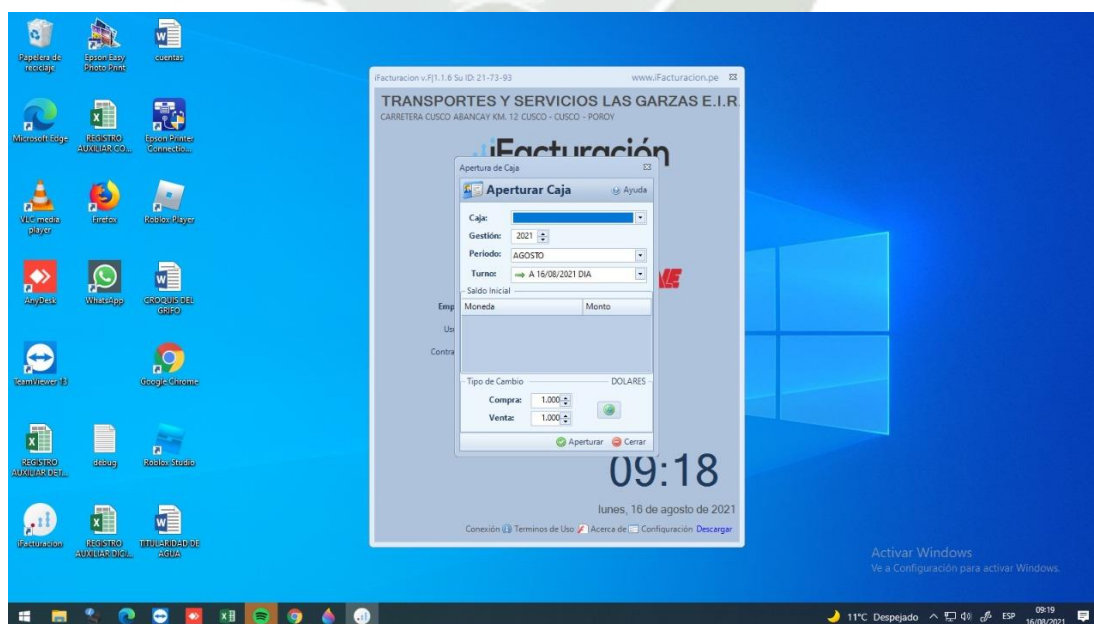 Papelera de reciclaje
Epson Easy Photo Print
cuentas
Microsoft Edge
REGISTRO AUXILIAR CO...
Epson Printer Connectio...
VLC media player
Firefox
Roblox Player
AnyDesk
WhatsApp
CROQUIS DEL GRIFO
TeamViewer 13
Google Chrome
REGISTRO AUXILIAR DET...
debug
Roblox Studio
iFacturacion
REGISTRO AUXILIAR DIGI...
TITULARIDAD DE AGUA
iFacturacion v.F|1.1.6 Su ID: 21-73-93
www.iFacturacion.pe
TRANSPORTES Y SERVICIOS LAS GARZAS E.I.R.
CARRETERA CUSCO ABANCAY KM. 12 CUSCO - CUSCO - POROY
iFacturación
Emp
Usu
Contra
Apertura de Caja
Aperturar Caja
Ayuda
Caja:
Gestión: 2021
Periodo: AGOSTO
Turno: A 16/08/2021 DIA
Saldo Inicial
Moneda Monto
Tipo de Cambio DOLARES
Compra: 1.000
Venta: 1.000
Aperturar Cerrar
09:18
lunes, 16 de agosto de 2021
Conexión Terminos de Uso Acerca de Configuración Descargar
Activar Windows
Ve a Configuración para activar Windows.
11°C Despejado ESP 09:19
16/08/2021